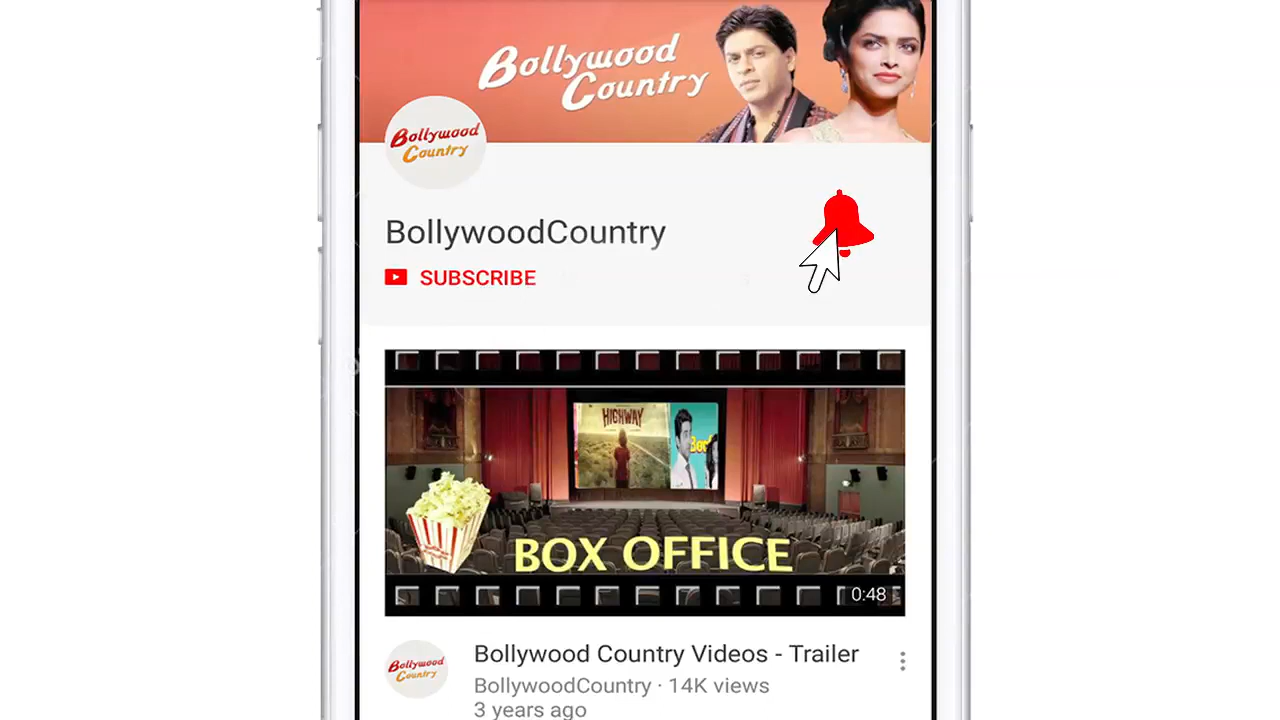 Bollywood
Country
Bollywood
Country
BollywoodCountry
SUBSCRIBE
HIGHWAY
BOX OFFICE
0:48
Bollywood
Country
Bollywood Country Videos - Trailer
BollywoodCountry · 14K views
3 years ago